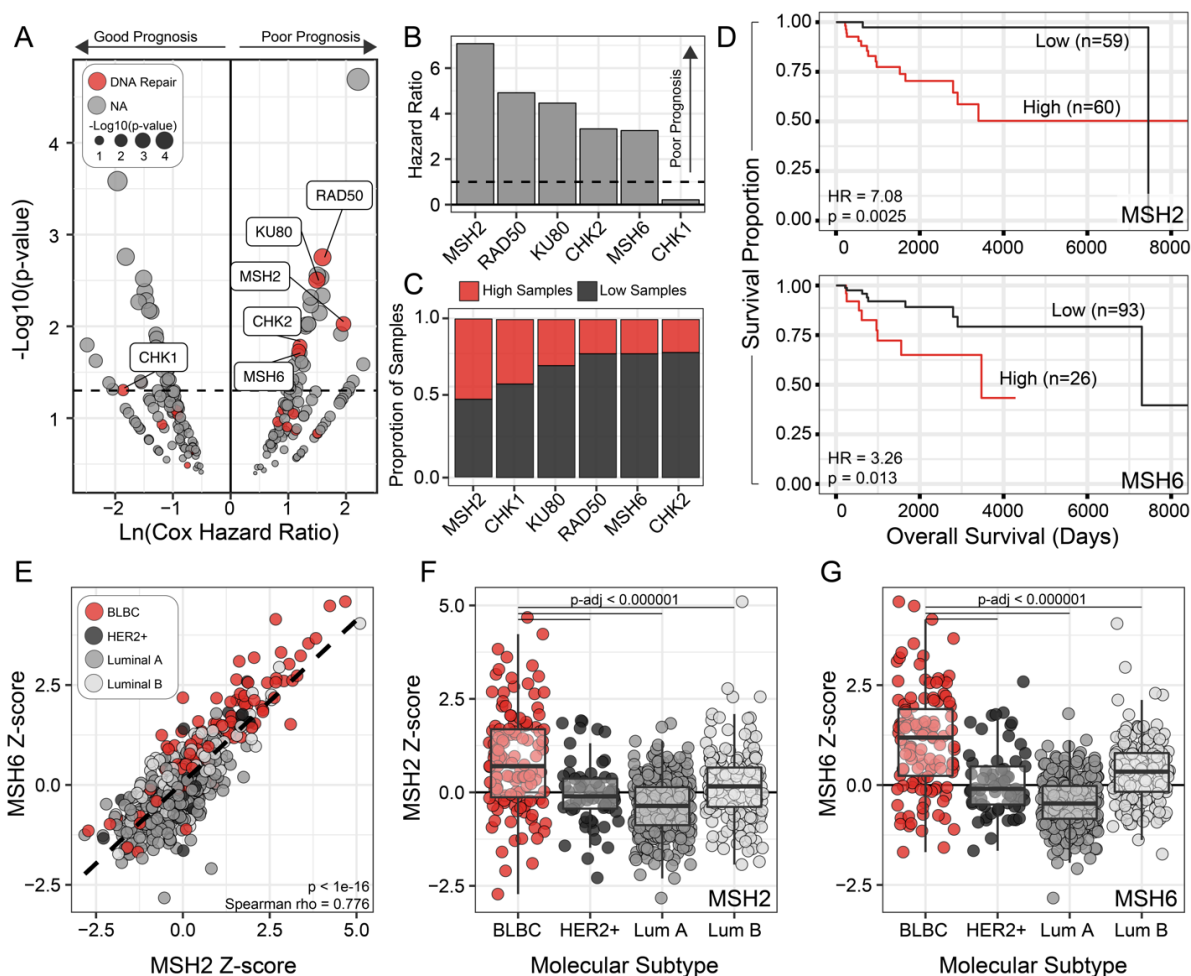 A
Good Prognosis
Poor Prognosis
DNA Repair
NA
-Log10(p-value)
1 2 3 4
RAD50
KU80
MSH2
CHK2
CHK1
MSH6
4
3
2
1
-Log10(p-value)
−2 −1 0 1 2
Ln(Cox Hazard Ratio)
B
Hazard Ratio
6
4
2
0
Poor Prognosis
MSH2 RAD50 KU80 CHK2 MSH6 CHK1
C
High Samples Low Samples
Proprotion of Samples
1.0
0.5
0.0
MSH2 CHK1 KU80 RAD50 MSH6 CHK2
D
Survival Proportion
1.00
0.75
0.50
0.25
0.00
Low (n=59)
High (n=60)
HR = 7.08
p = 0.0025
MSH2
0 2000 4000 6000 8000
1.00
0.75
0.50
0.25
0.00
Low (n=93)
High (n=26)
HR = 3.26
p = 0.013
MSH6
0 2000 4000 6000 8000
Overall Survival (Days)
E
BLBC
HER2+
Luminal A
Luminal B
MSH6 Z-score
2.5
0.0
−2.5
p < 1e-16
Spearman rho = 0.776
−2.5 0.0 2.5 5.0
MSH2 Z-score
F
p-adj < 0.000001
MSH2 Z-score
5.0
2.5
0.0
−2.5
MSH2
BLBC HER2+ Lum A Lum B
Molecular Subtype
G
p-adj < 0.000001
MSH6 Z-score
2.5
0.0
−2.5
MSH6
BLBC HER2+ Lum A Lum B
Molecular Subtype